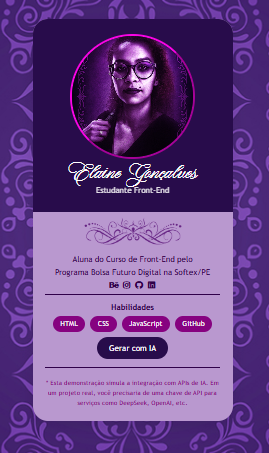 Elaine Gonçalves
Estudante Front-End
Aluna do Curso de Front-End pelo
Programa Bolsa Futuro Digital na Softex/PE
Bē
Habilidades
HTML CSS JavaScript GitHub
Gerar com IA
* Esta demonstração simula a integração com APIs de IA. Em
um projeto real, você precisaria de uma chave de API para
serviços como DeepSeek, OpenAI, etc.